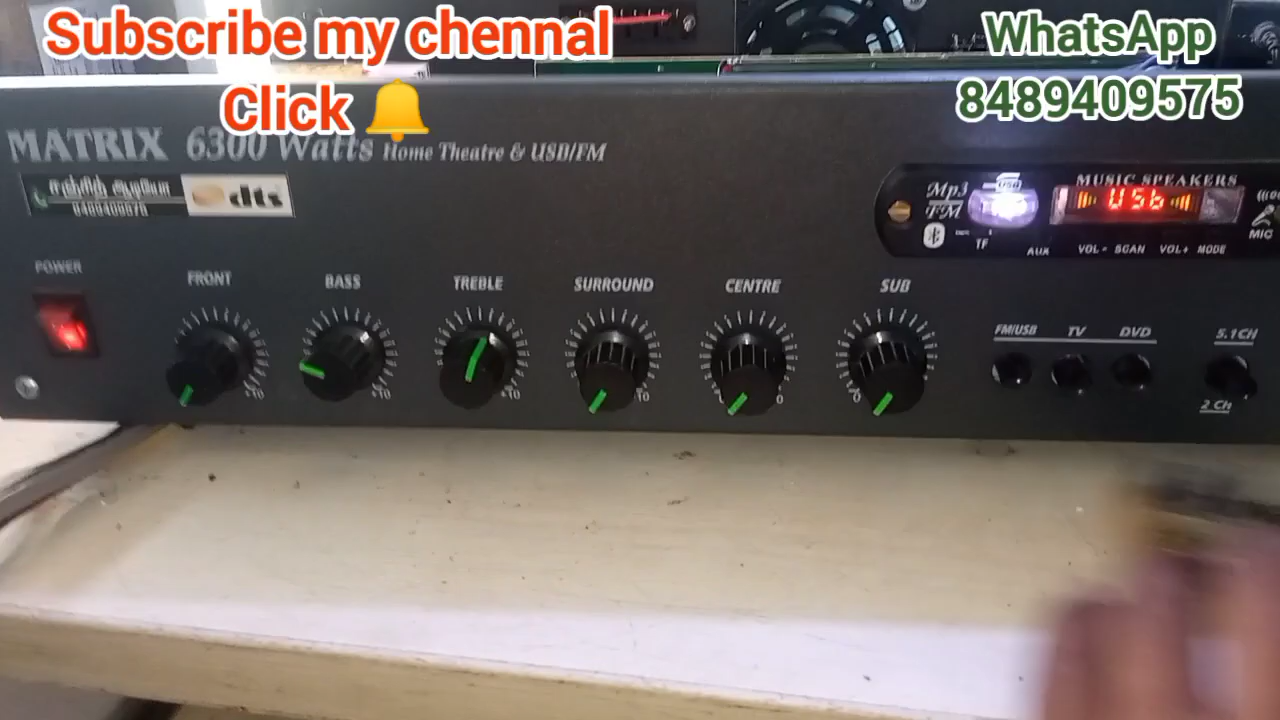 Subscribe my chennal
WhatsApp
Click 🔔
8489409575
MATRIX 6300 Watts Home Theatre & USB/FM
dts
8489409575
MUSIC SPEAKERS
Mp3
USB
USb
FM
MIC
TF
AUX
VOL- SCAN VOL+ MODE
POWER
FRONT
BASS
TREBLE
SURROUND
CENTRE
SUB
FM/USB TV DVD
5.1CH
+10
+10
+10
10
0
0
2 CH